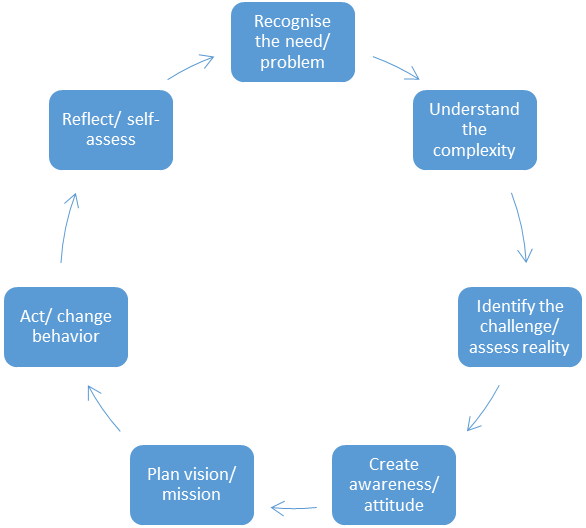 Recognise
the need/
problem
Understand
the
complexity
Identify the
challenge/
assess reality
Create
awareness/
attitude
Plan vision/
mission
Act/ change
behavior
Reflect/ self-
assess